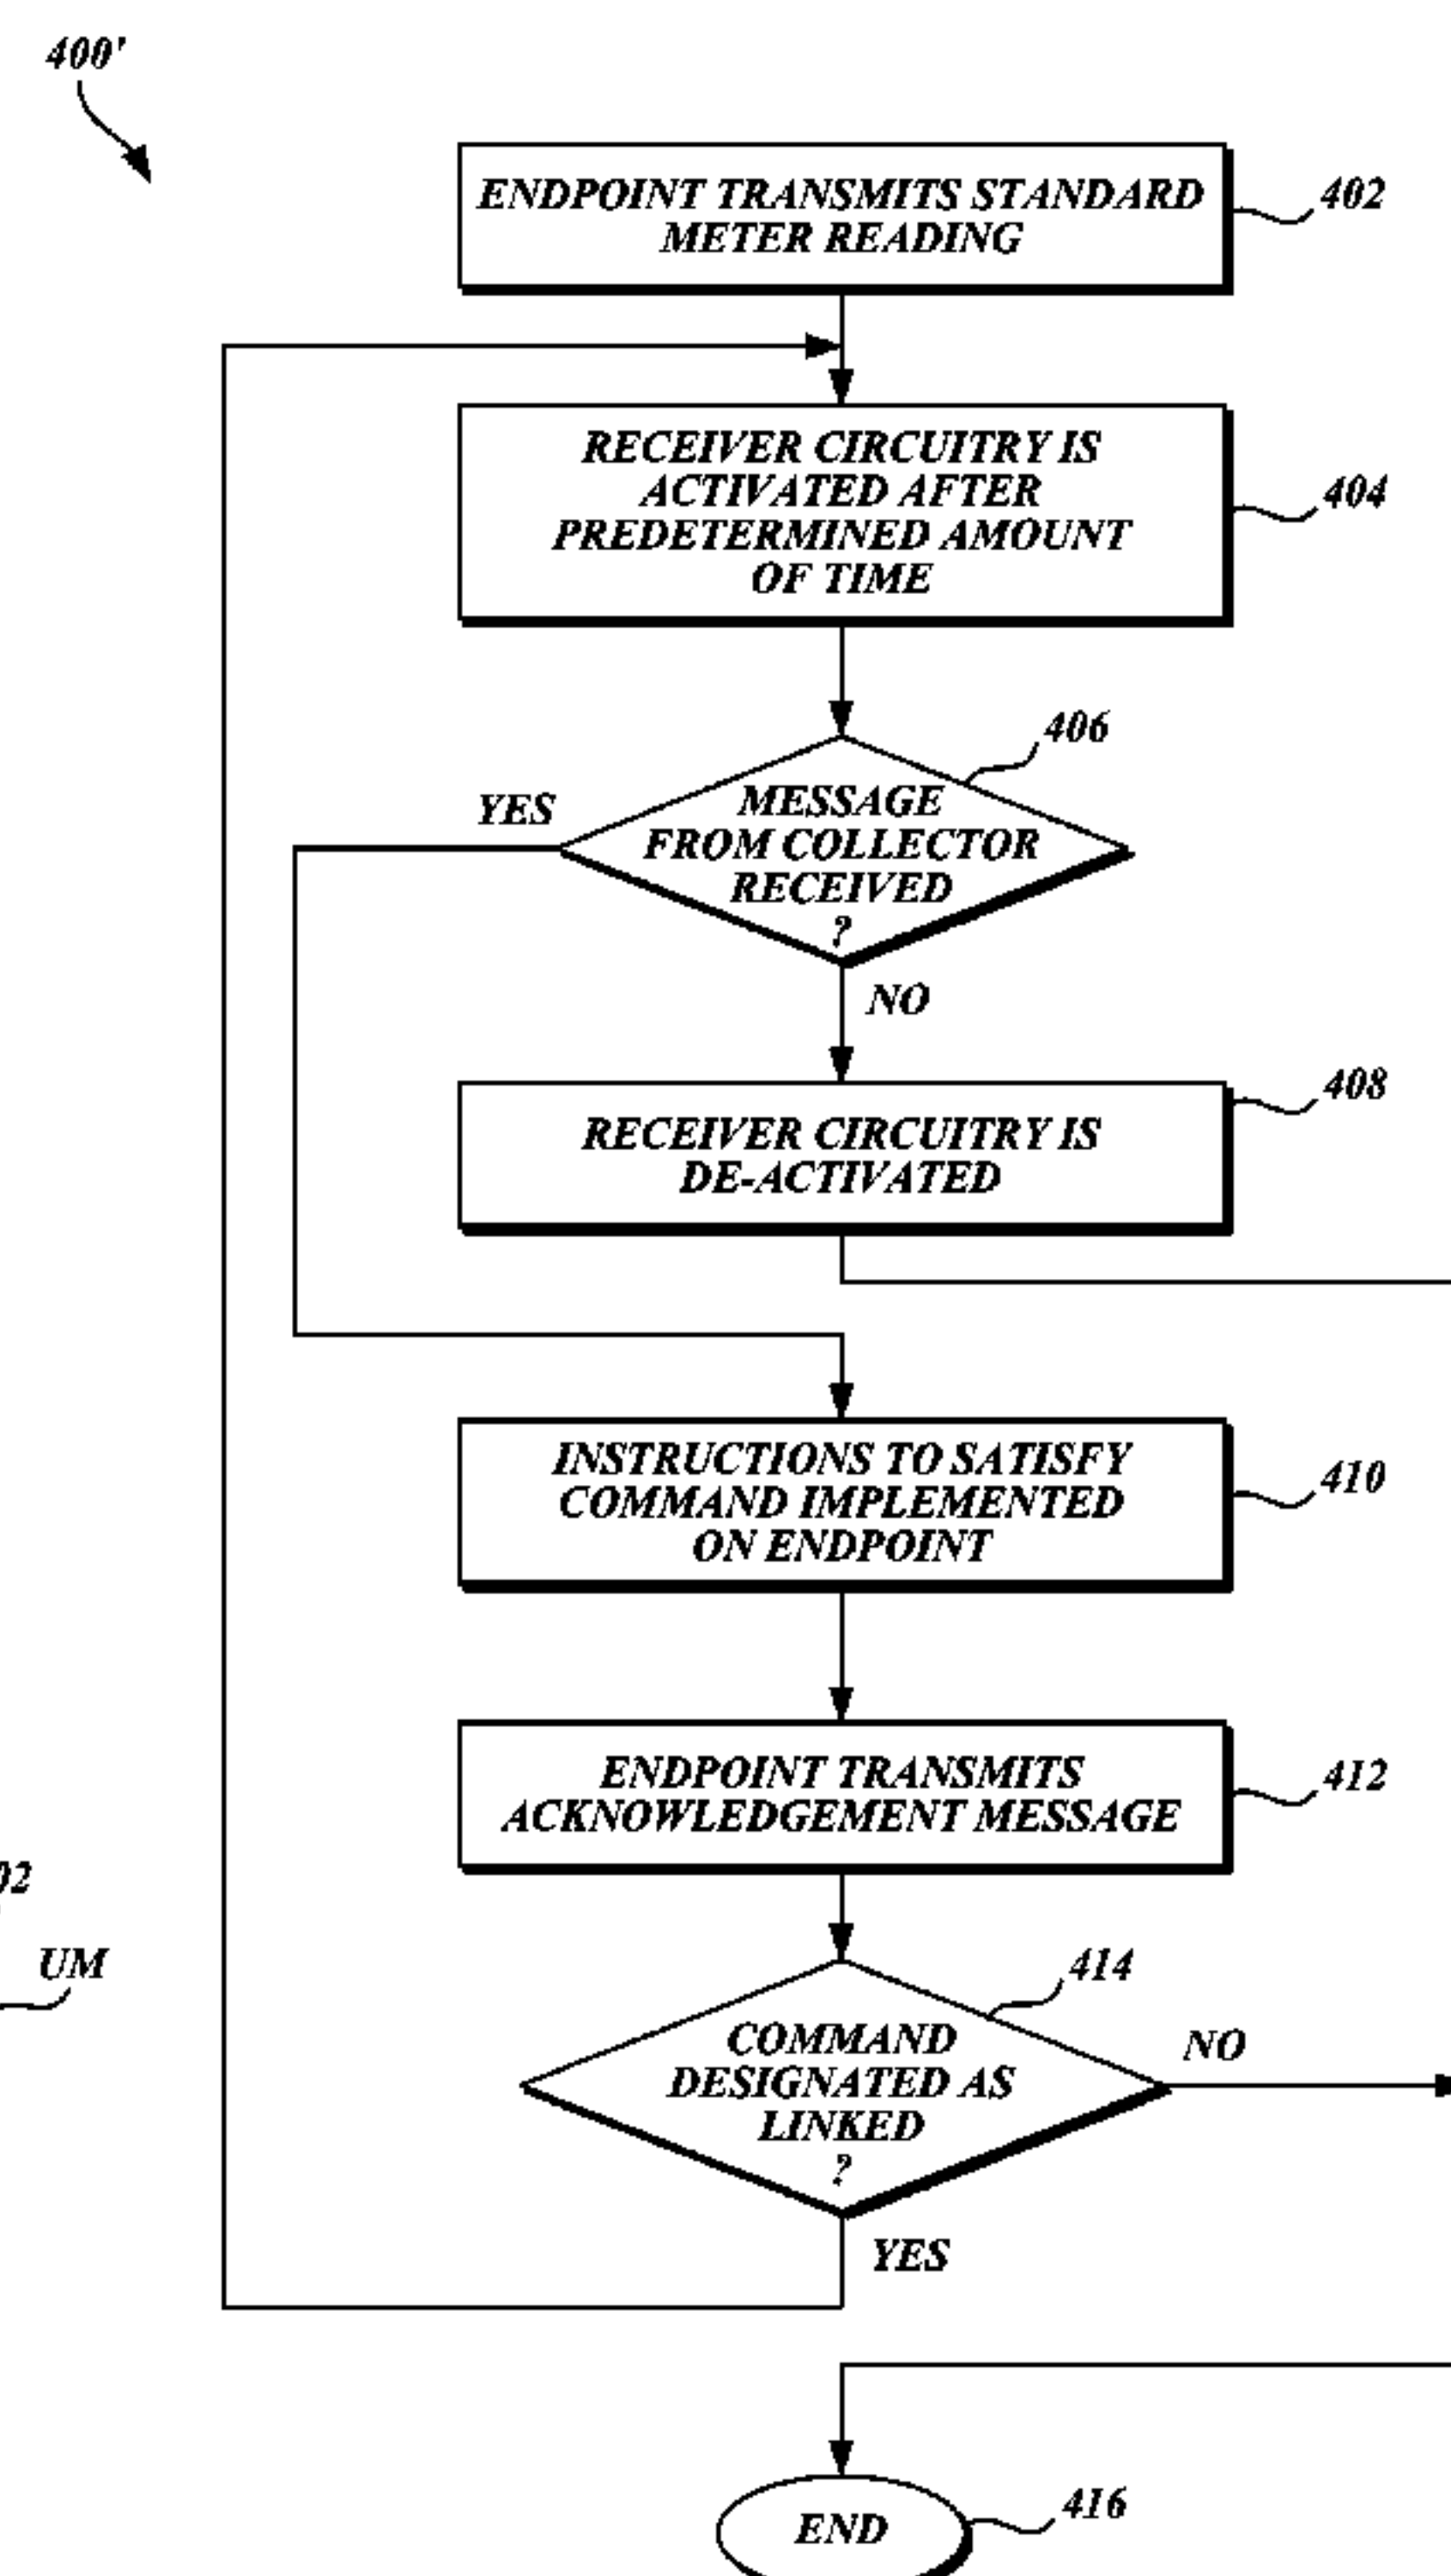 400'
ENDPOINT TRANSMITS STANDARD
METER READING
402
RECEIVER CIRCUITRY IS
ACTIVATED AFTER
PREDETERMINED AMOUNT
OF TIME
404
406
YES
MESSAGE
FROM COLLECTOR
RECEIVED
?
NO
408
RECEIVER CIRCUITRY IS
DE-ACTIVATED
INSTRUCTIONS TO SATISFY
COMMAND IMPLEMENTED
ON ENDPOINT
410
ENDPOINT TRANSMITS
ACKNOWLEDGEMENT MESSAGE
412
02
UM
414
COMMAND
DESIGNATED AS
LINKED
?
NO
YES
END
416